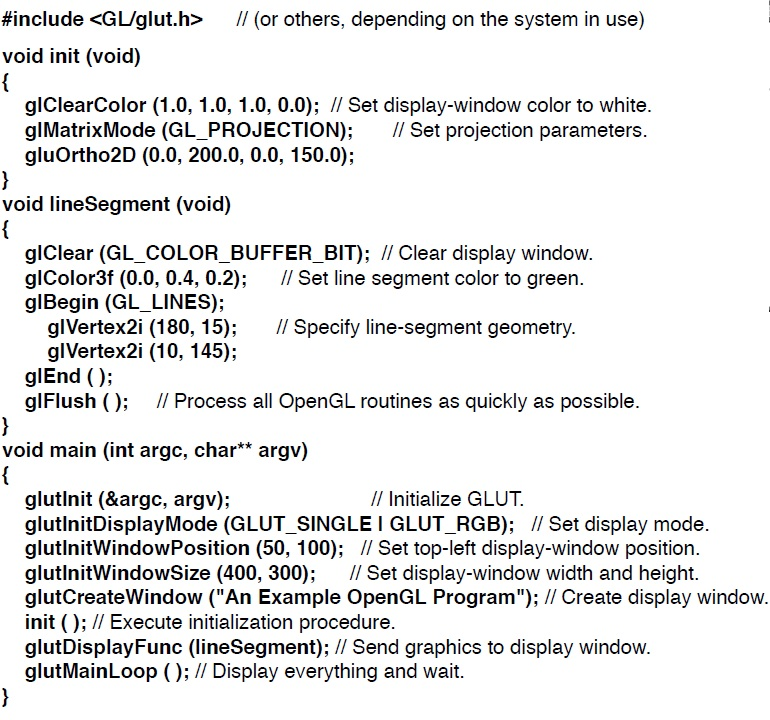 #include <GL/glut.h> // (or others, depending on the system in use)
void init (void)
{
glClearColor (1.0, 1.0, 1.0, 0.0); // Set display-window color to white.
glMatrixMode (GL_PROJECTION); // Set projection parameters.
gluOrtho2D (0.0, 200.0, 0.0, 150.0);
}
void lineSegment (void)
{
glClear (GL_COLOR_BUFFER_BIT); // Clear display window.
glColor3f (0.0, 0.4, 0.2); // Set line segment color to green.
glBegin (GL_LINES);
glVertex2i (180, 15); // Specify line-segment geometry.
glVertex2i (10, 145);
glEnd ( );
glFlush ( ); // Process all OpenGL routines as quickly as possible.
}
void main (int argc, char** argv)
{
glutInit (&argc, argv); // Initialize GLUT.
glutInitDisplayMode (GLUT_SINGLE | GLUT_RGB); // Set display mode.
glutInitWindowPosition (50, 100); // Set top-left display-window position.
glutInitWindowSize (400, 300); // Set display-window width and height.
glutCreateWindow ("An Example OpenGL Program"); // Create display window.
init ( ); // Execute initialization procedure.
glutDisplayFunc (lineSegment); // Send graphics to display window.
glutMainLoop ( ); // Display everything and wait.
}